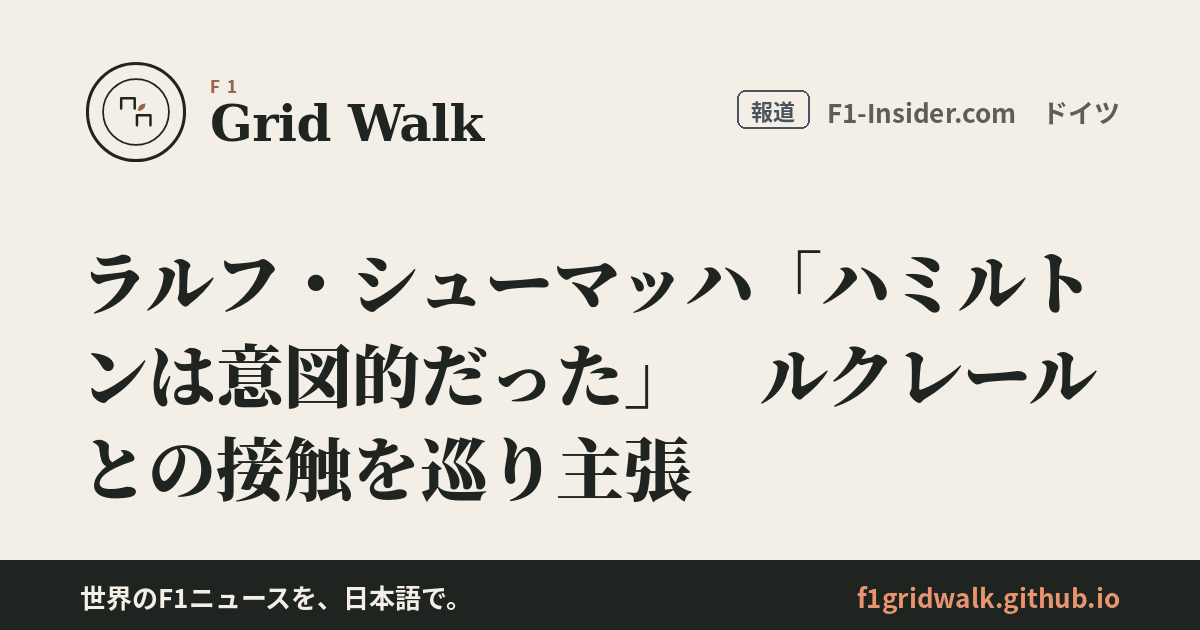 F1
Grid Walk
報道 F1-Insider.com ドイツ
ラルフ・シューマッハ「ハミルト
ンは意図的だった」　ルクレール
との接触を巡り主張
世界のF1ニュースを、日本語で。
f1gridwalk.github.io